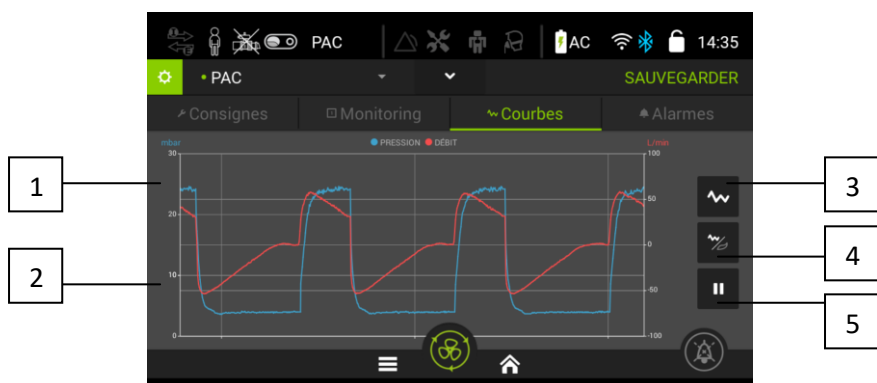 PAC AC 14:35
PAC SAUVEGARDER
Consignes Monitoring Courbes Alarmes
mbar PRESSION DÉBIT L/min
30 100
1 3
20 50
0 4
2 10 -50
5
0 -100